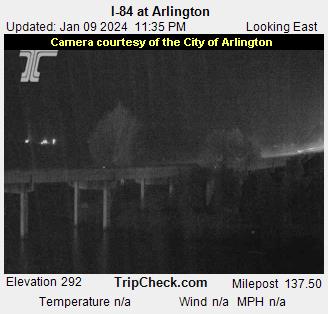 I-84 at Arlington
Updated: Jan 09 2024 11:35 PM Looking East
Camera courtesy of the City of Arlington
Elevation 292 TripCheck.com Milepost 137.50
Temperature n/a Wind n/a MPH n/a